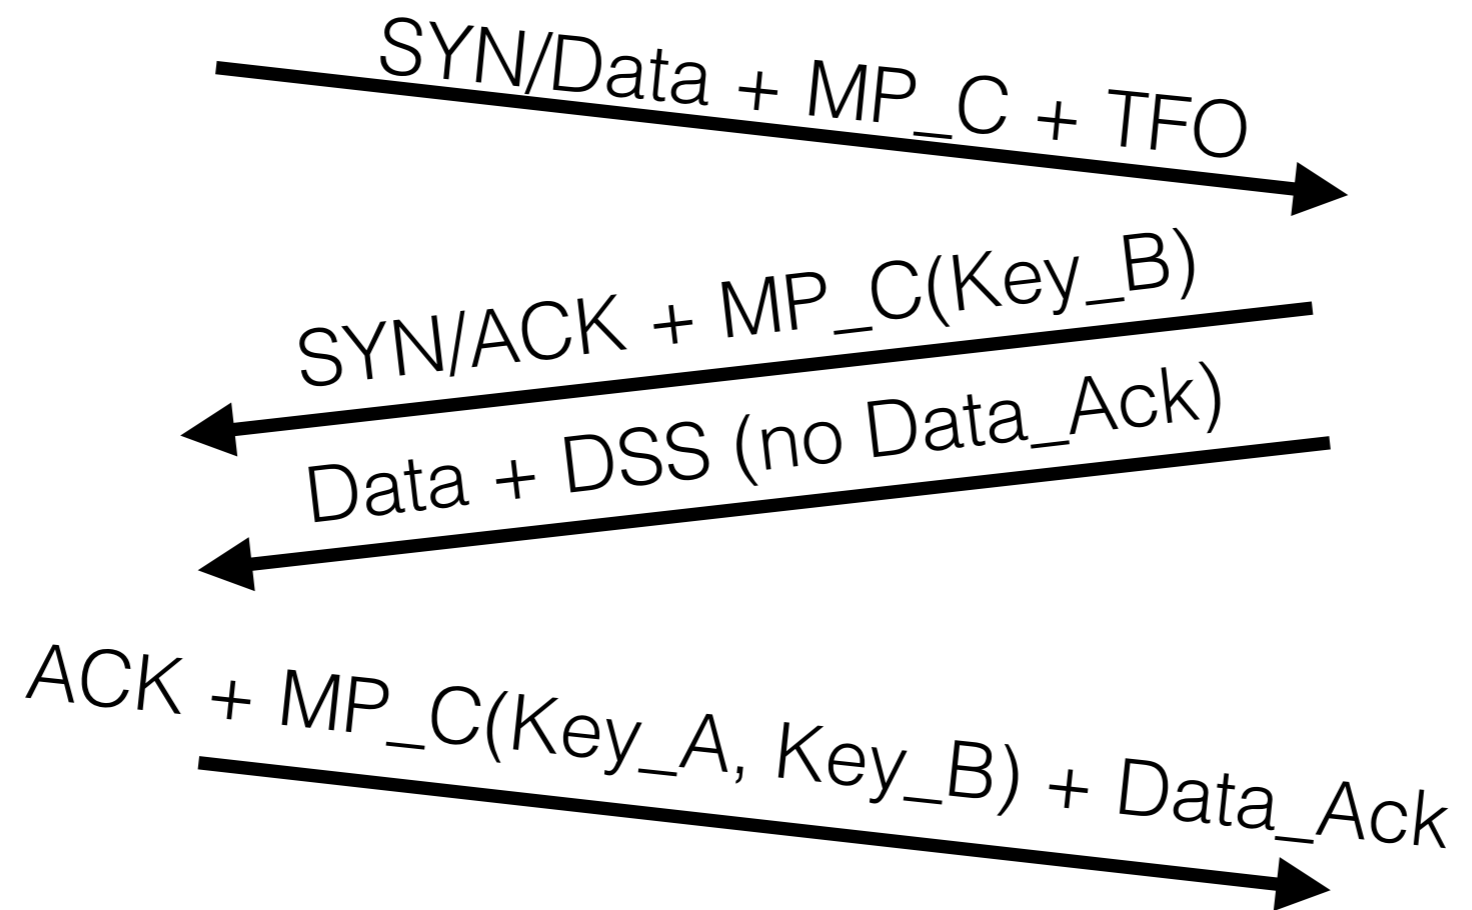 SYN/Data + MP_C + TFO
SYN/ACK + MP_C(Key_B)
Data + DSS (no Data_Ack)
ACK + MP_C(Key_A, Key_B) + Data_Ack